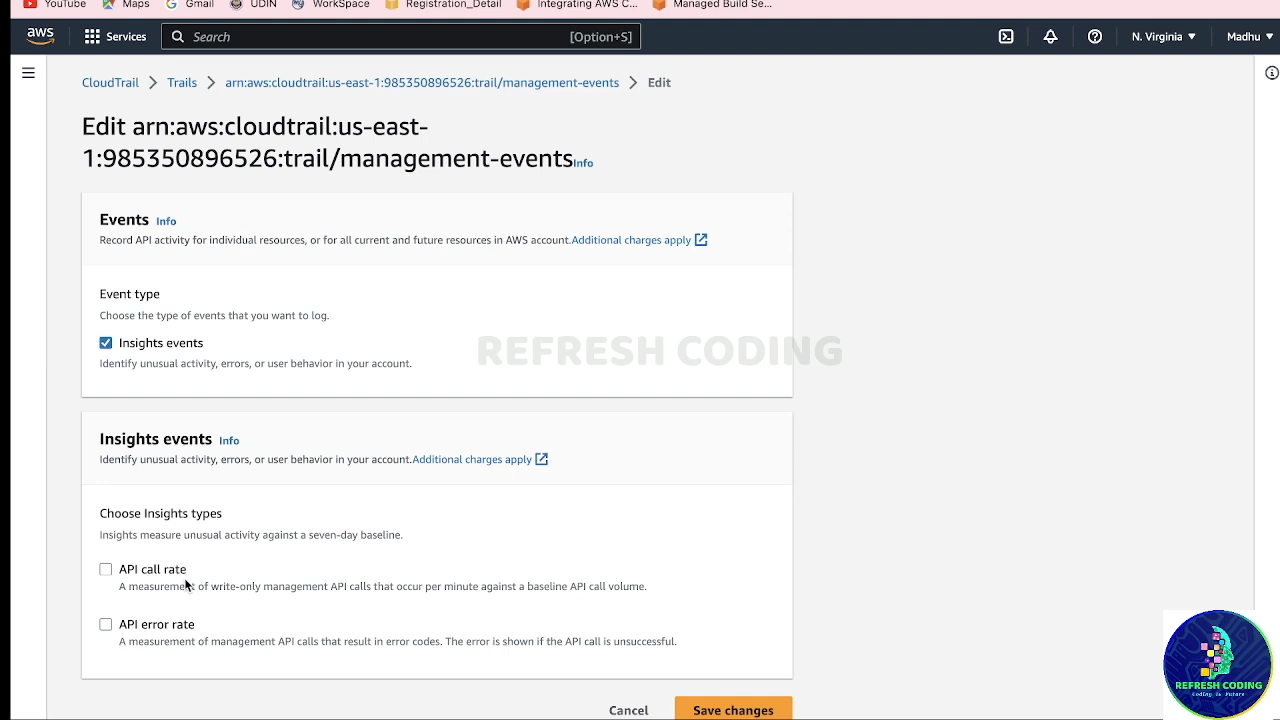 YouTube Maps Gmail UDIN WorkSpace Registration_Detail Integrating AWS C... Managed Build Se...
aws Services Search [Option+S] N. Virginia Madhu
CloudTrail Trails arn:aws:cloudtrail:us-east-1:985350896526:trail/management-events Edit
Edit arn:aws:cloudtrail:us-east-
1:985350896526:trail/management-events Info
Events Info
Record API activity for individual resources, or for all current and future resources in AWS account. Additional charges apply
Event type
Choose the type of events that you want to log.
Insights events
Identify unusual activity, errors, or user behavior in your account.
REFRESH CODING
Insights events Info
Identify unusual activity, errors, or user behavior in your account. Additional charges apply
Choose Insights types
Insights measure unusual activity against a seven-day baseline.
API call rate
A measurement of write-only management API calls that occur per minute against a baseline API call volume.
API error rate
A measurement of management API calls that result in error codes. The error is shown if the API call is unsuccessful.
Cancel Save changes
REFRESH CODING
Coding is Future